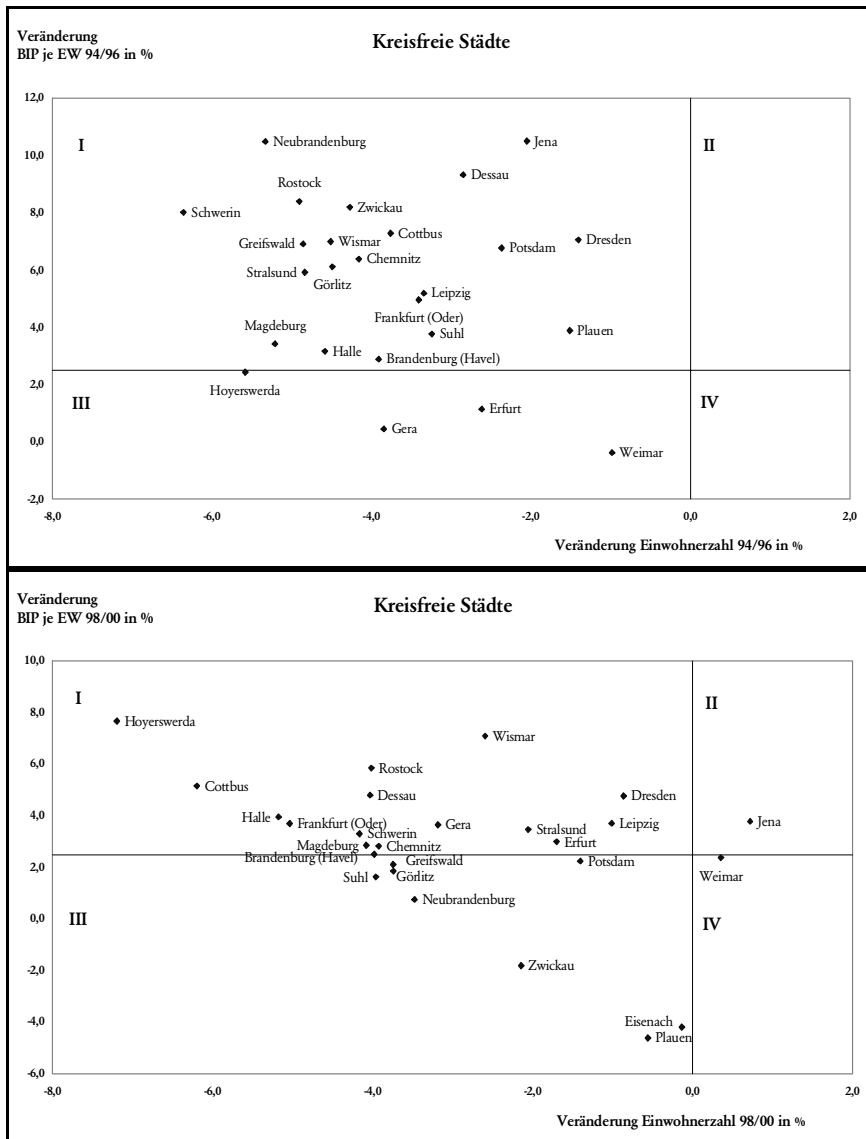 Veränderung
BIP je EW 94/96 in %
Kreisfreie Städte
12,0
I
II
Neubrandenburg
Jena
10,0
Dessau
Rostock
Zwickau
8,0
Schwerin
Cottbus
Greifswald
Wismar
Potsdam
Dresden
Chemnitz
6,0
Stralsund
Görlitz
Leipzig
Frankfurt (Oder)
4,0
Magdeburg
Suhl
Plauen
Halle
Brandenburg (Havel)
2,0
Hoyerswerda
III
IV
Erfurt
Gera
0,0
Weimar
-2,0
-8,0 -6,0 -4,0 -2,0 0,0 2,0
Veränderung Einwohnerzahl 94/96 in %
Veränderung
BIP je EW 98/00 in %
Kreisfreie Städte
10,0
I
II
8,0
Hoyerswerda
Wismar
6,0
Rostock
Cottbus
Dessau
Dresden
4,0
Halle
Frankfurt (Oder)
Gera
Stralsund
Leipzig
Jena
Schwerin
Erfurt
Magdeburg
Chemnitz
Brandenburg (Havel)
Greifswald
Potsdam
2,0
Weimar
Suhl
Görlitz
Neubrandenburg
0,0
III
IV
Zwickau
-2,0
-4,0
Eisenach
Plauen
-6,0
-8,0 -6,0 -4,0 -2,0 0,0 2,0
Veränderung Einwohnerzahl 98/00 in %